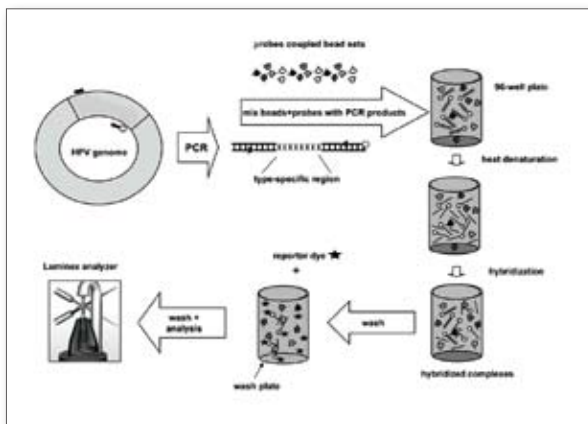 probes coupled bead sets
mix beads+probes with PCR products
96-well plate
HPV genome
PCR
type-specific region
heat denaturation
hybridization
hybridized complexes
wash
reporter dye
+
wash plate
wash +
analysis
Luminex analyzer